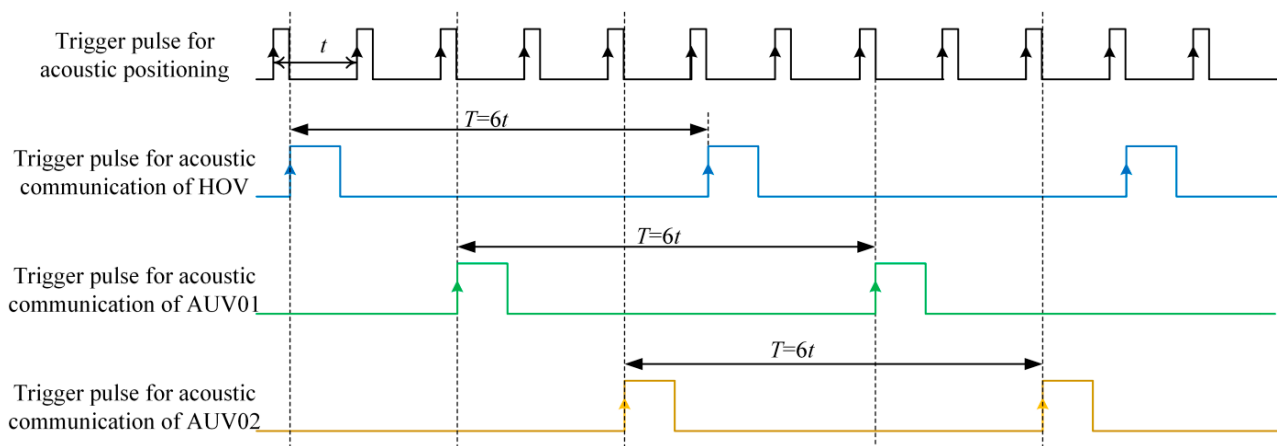 Trigger pulse for
acoustic positioning
t
T=6t
Trigger pulse for acoustic
communication of HOV
T=6t
Trigger pulse for acoustic
communication of AUV01
T=6t
Trigger pulse for acoustic
communication of AUV02